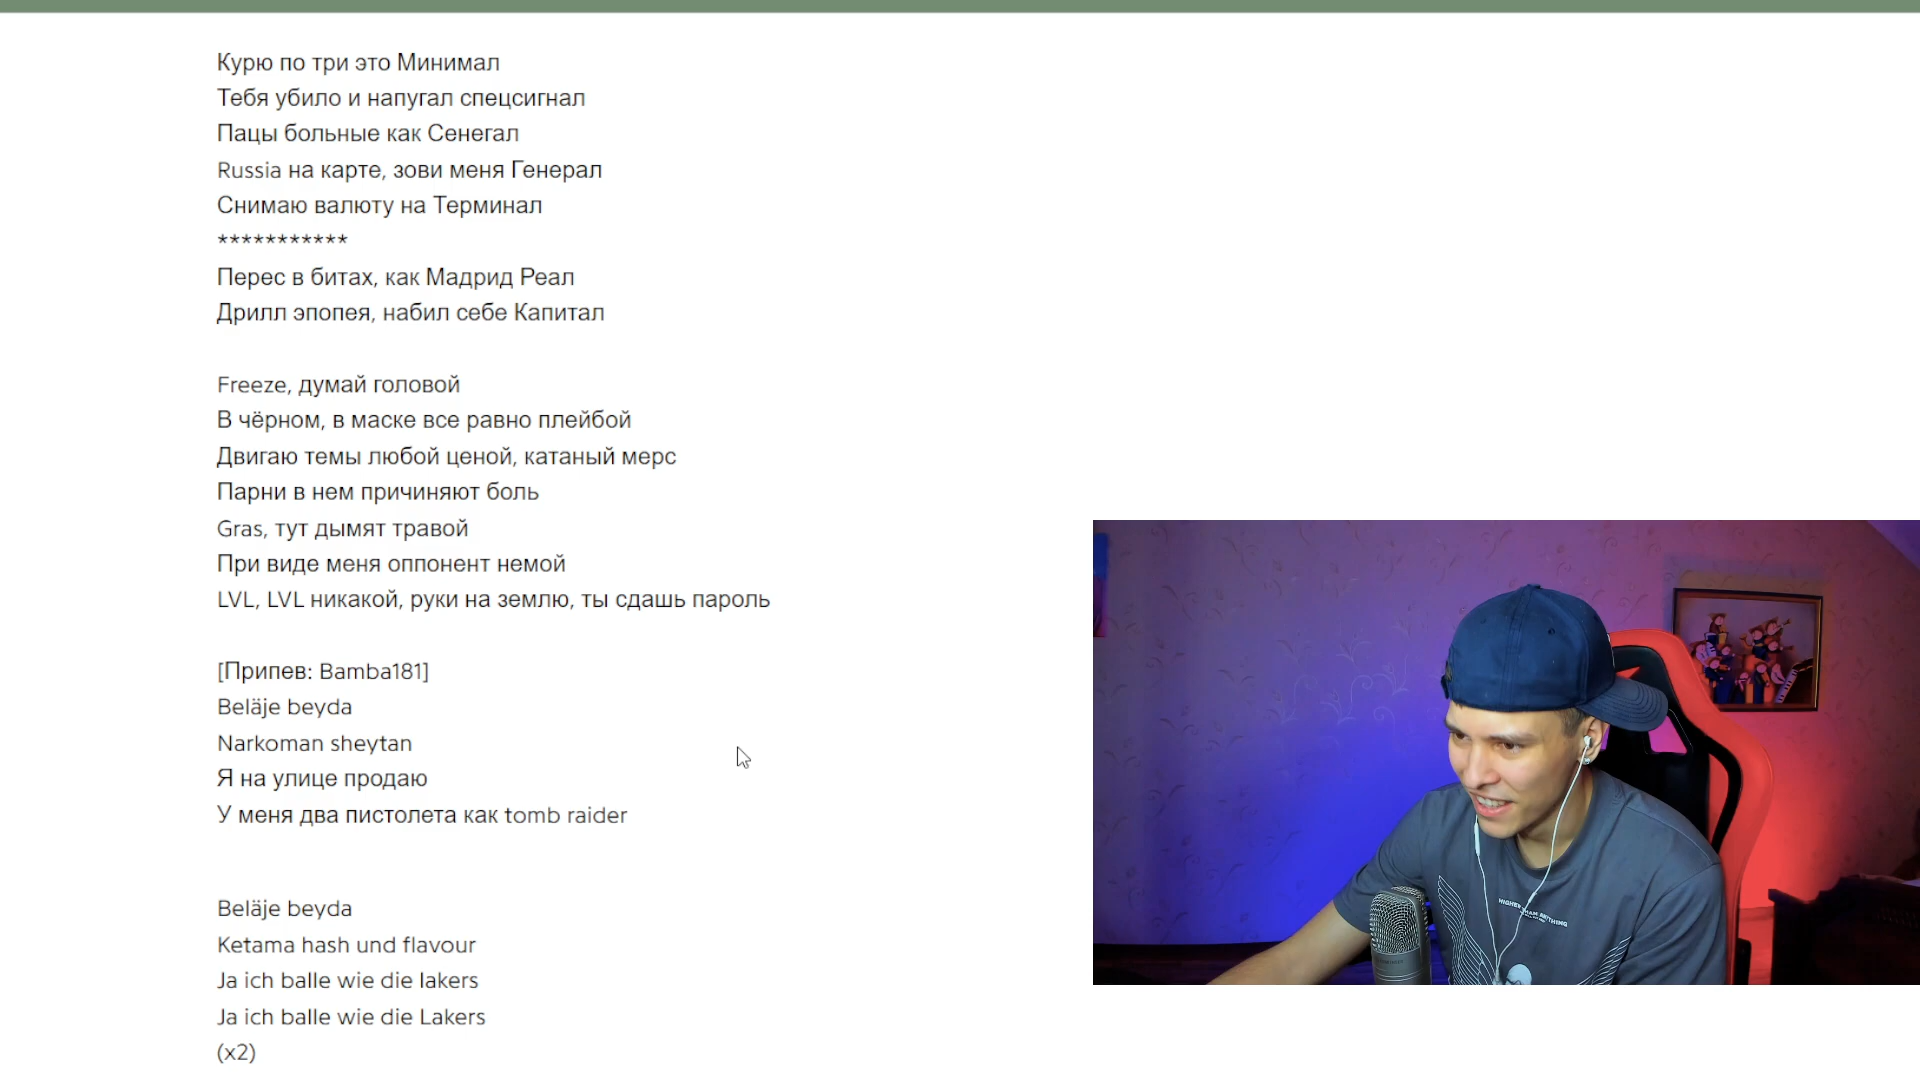 Курю по три это Минимал
Тебя убило и напугал спецсигнал
Пацы больные как Сенегал
Russia на карте, зови меня Генерал
Снимаю валюту на Терминал
***********
Перес в битах, как Мадрид Реал
Дрилл эпопея, набил себе Капитал
Freeze, думай головой
В чёрном, в маске все равно плейбой
Двигаю темы любой ценой, катаный мерс
Парни в нем причиняют боль
Gras, тут дымят травой
При виде меня оппонент немой
LVL, LVL никакой, руки на землю, ты сдашь пароль
[Припев: Bamba181]
Beläje beyda
Narkoman sheytan
Я на улице продаю
У меня два пистолета как tomb raider
Beläje beyda
Ketama hash und flavour
Ja ich balle wie die lakers
Ja ich balle wie die Lakers
(x2)
HIGHER THAN ANYTHING